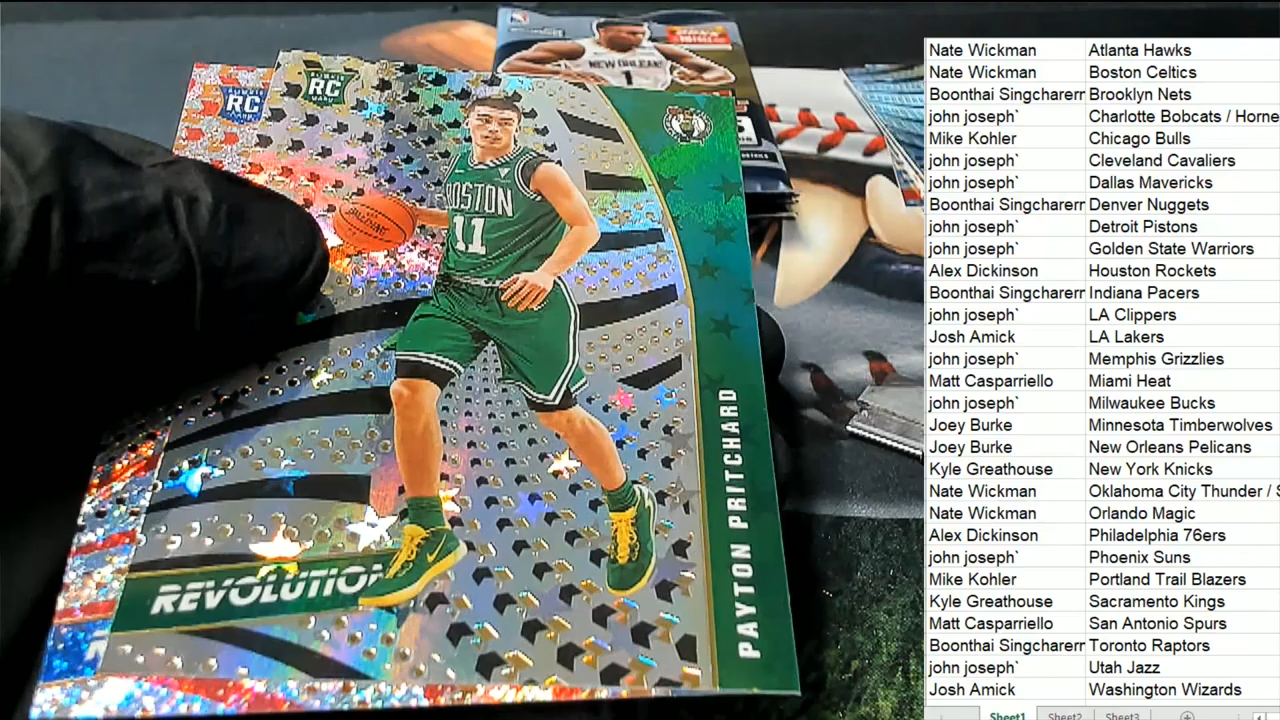 NEW ORLEANS
1
RC
ROOKIE
RC
CARD
BOSTON
11
SPALDING
REVOLUTION
PAYTON PRITCHARD
Nate Wickman Atlanta Hawks
Nate Wickman Boston Celtics
Boonthai Singcharerr Brooklyn Nets
john joseph` Charlotte Bobcats / Horne
Mike Kohler Chicago Bulls
john joseph` Cleveland Cavaliers
john joseph` Dallas Mavericks
Boonthai Singcharerr Denver Nuggets
john joseph` Detroit Pistons
john joseph` Golden State Warriors
Alex Dickinson Houston Rockets
Boonthai Singcharerr Indiana Pacers
john joseph` LA Clippers
Josh Amick LA Lakers
john joseph` Memphis Grizzlies
Matt Casparriello Miami Heat
john joseph` Milwaukee Bucks
Joey Burke Minnesota Timberwolves
Joey Burke New Orleans Pelicans
Kyle Greathouse New York Knicks
Nate Wickman Oklahoma City Thunder / S
Nate Wickman Orlando Magic
Alex Dickinson Philadelphia 76ers
john joseph` Phoenix Suns
Mike Kohler Portland Trail Blazers
Kyle Greathouse Sacramento Kings
Matt Casparriello San Antonio Spurs
Boonthai Singcharerr Toronto Raptors
john joseph` Utah Jazz
Josh Amick Washington Wizards
Sheet1 Sheet2 Sheet3